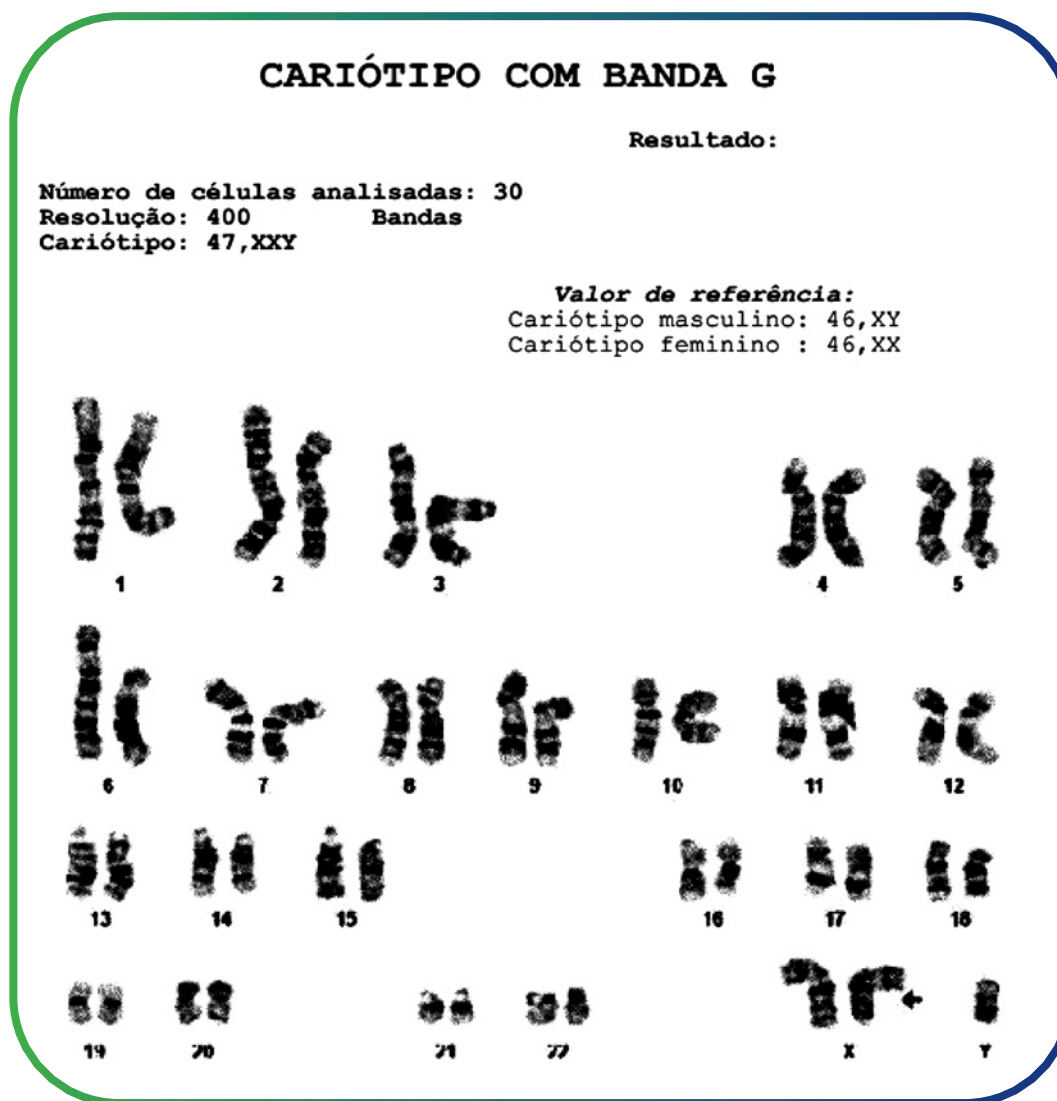 CARIÓTIPO COM BANDA G
Resultado:
Número de células analisadas: 30
Resolução: 400 Bandas
Cariótipo: 47,XXY
Valor de referência:
Cariótipo masculino: 46,XY
Cariótipo feminino : 46,XX
1 2 3 4 5
6 7 8 9 10 11 12
13 14 15 16 17 18
19 20 21 22 X Y